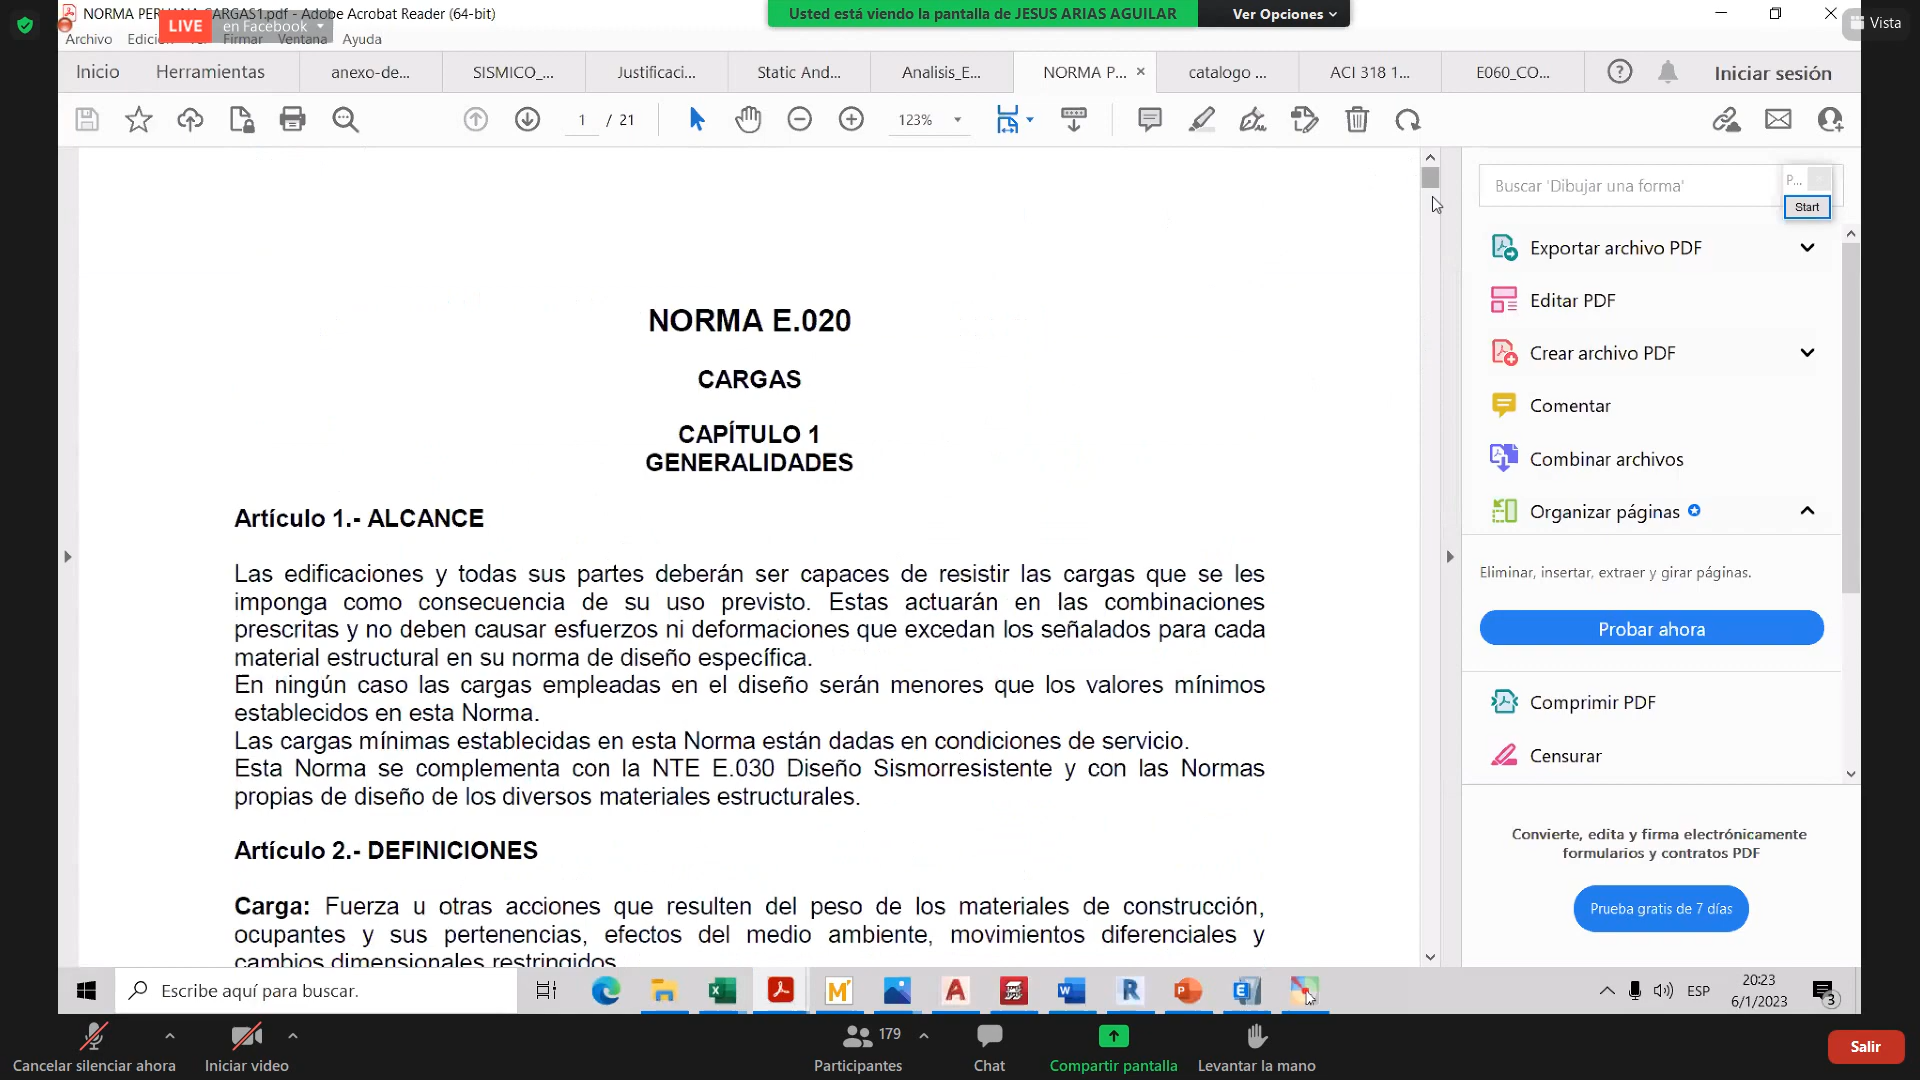 NORMA PERUANA CARGAS1.pdf - Adobe Acrobat Reader (64-bit)
LIVE en Facebook
Usted está viendo la pantalla de JESUS ARIAS AGUILAR
Ver Opciones
Vista
Archivo Edición Ver Firmar Ventana Ayuda
Inicio Herramientas anexo-de... SISMICO_... Justificaci... Static And... Analisis_E... NORMA P... × catalogo ... ACI 318 1... E060_CO... Iniciar sesión
1 / 21 123%
Buscar 'Dibujar una forma'
P...
Start
Exportar archivo PDF
Editar PDF
Crear archivo PDF
Comentar
Combinar archivos
Organizar páginas
Eliminar, insertar, extraer y girar páginas.
Probar ahora
Comprimir PDF
Censurar
Convierte, edita y firma electrónicamente
formularios y contratos PDF
Prueba gratis de 7 días
NORMA E.020
CARGAS
CAPÍTULO 1
GENERALIDADES
Artículo 1.- ALCANCE
Las edificaciones y todas sus partes deberán ser capaces de resistir las cargas que se les
imponga como consecuencia de su uso previsto. Estas actuarán en las combinaciones
prescritas y no deben causar esfuerzos ni deformaciones que excedan los señalados para cada
material estructural en su norma de diseño específica.
En ningún caso las cargas empleadas en el diseño serán menores que los valores mínimos
establecidos en esta Norma.
Las cargas mínimas establecidas en esta Norma están dadas en condiciones de servicio.
Esta Norma se complementa con la NTE E.030 Diseño Sismorresistente y con las Normas
propias de diseño de los diversos materiales estructurales.
Artículo 2.- DEFINICIONES
Carga: Fuerza u otras acciones que resulten del peso de los materiales de construcción,
ocupantes y sus pertenencias, efectos del medio ambiente, movimientos diferenciales y
cambios dimensionales restringidos
Escribe aquí para buscar.
ESP
20:23
6/1/2023
3
Cancelar silenciar ahora
Iniciar video
179
Participantes
Chat
Compartir pantalla
Levantar la mano
Salir